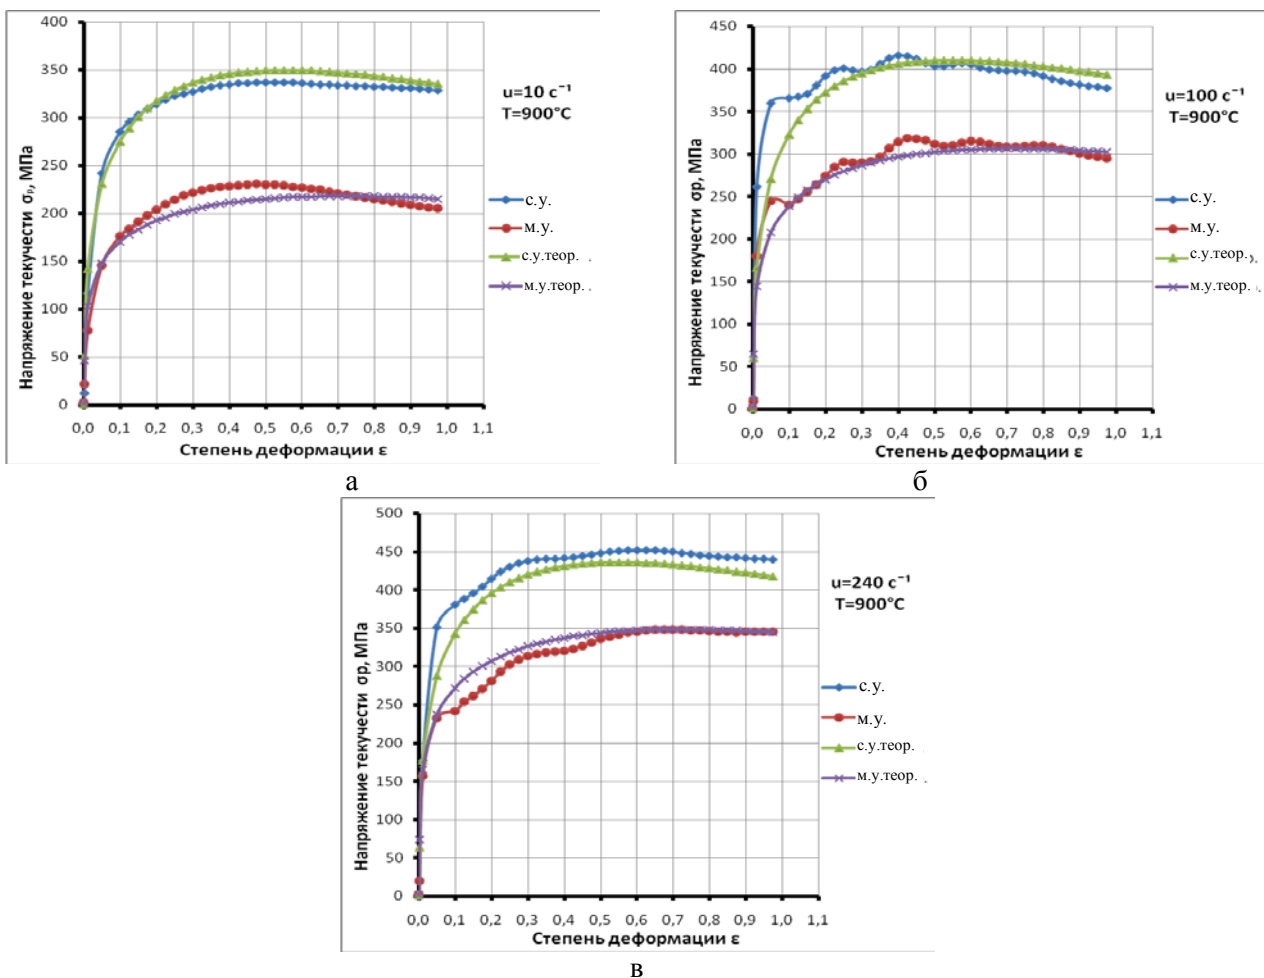 400
350
300
250
200
150
100
50
0
Напряжение текучести σₚ, МПа
0,0 0,1 0,2 0,3 0,4 0,5 0,6 0,7 0,8 0,9 1,0 1,1
Степень деформации ε
u=10 c⁻¹
T=900°C
с.у.
м.у.
с.у.теор.
м.у.теор.
а
450
400
350
300
250
200
150
100
50
0
Напряжение текучести σp, МПа
0,0 0,1 0,2 0,3 0,4 0,5 0,6 0,7 0,8 0,9 1,0 1,1
Степень деформации ε
u=100 c⁻¹
T=900°C
с.у.
м.у.
с.у.теор.
м.у.теор.
б
500
450
400
350
300
250
200
150
100
50
0
Напряжение текучести σp, МПа
0,0 0,1 0,2 0,3 0,4 0,5 0,6 0,7 0,8 0,9 1,0 1,1
Степень деформации ε
u=240 c⁻¹
T=900°C
с.у.
м.у.
с.у.теор.
м.у.теор.
в